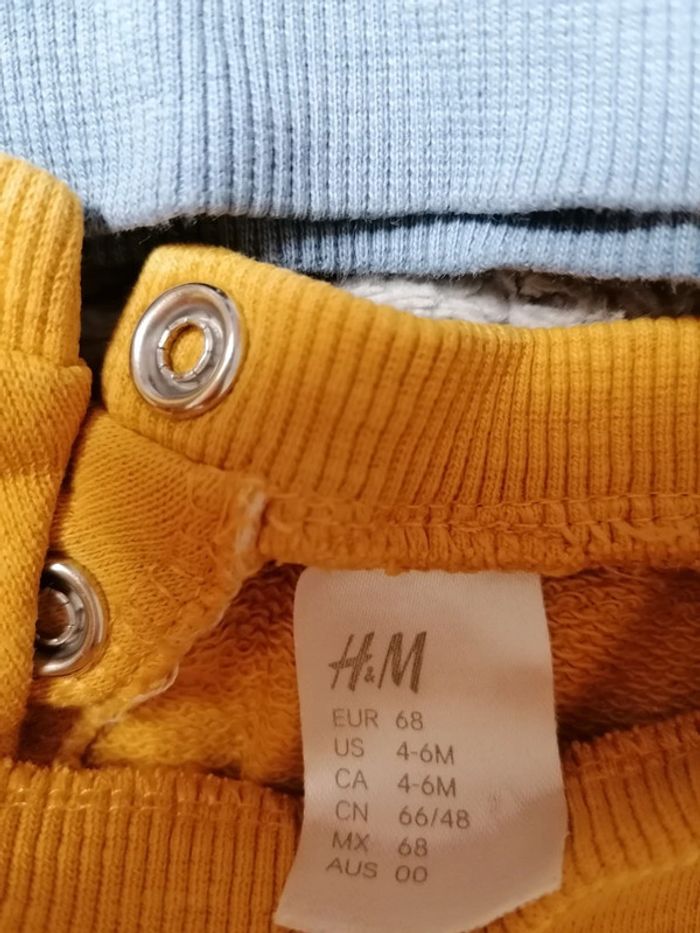 H&M
EUR 68
US 4-6M
CA 4-6M
CN 66/48
MX 68
AUS 00